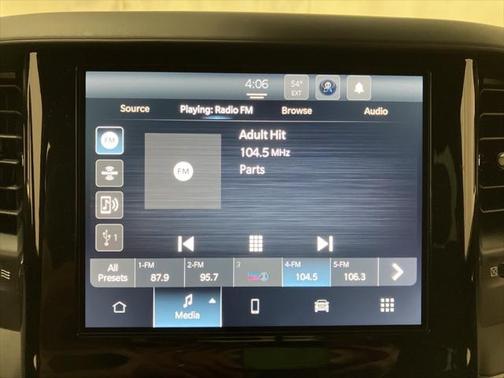 4:06
54°
EXT
Source
Playing: Radio FM
Browse
Audio
FM
Adult Hit
104.5 MHz
Parts
FM
1
All
Presets
1-FM
87.9
2-FM
95.7
3
4-FM
104.5
5-FM
106.3
Media